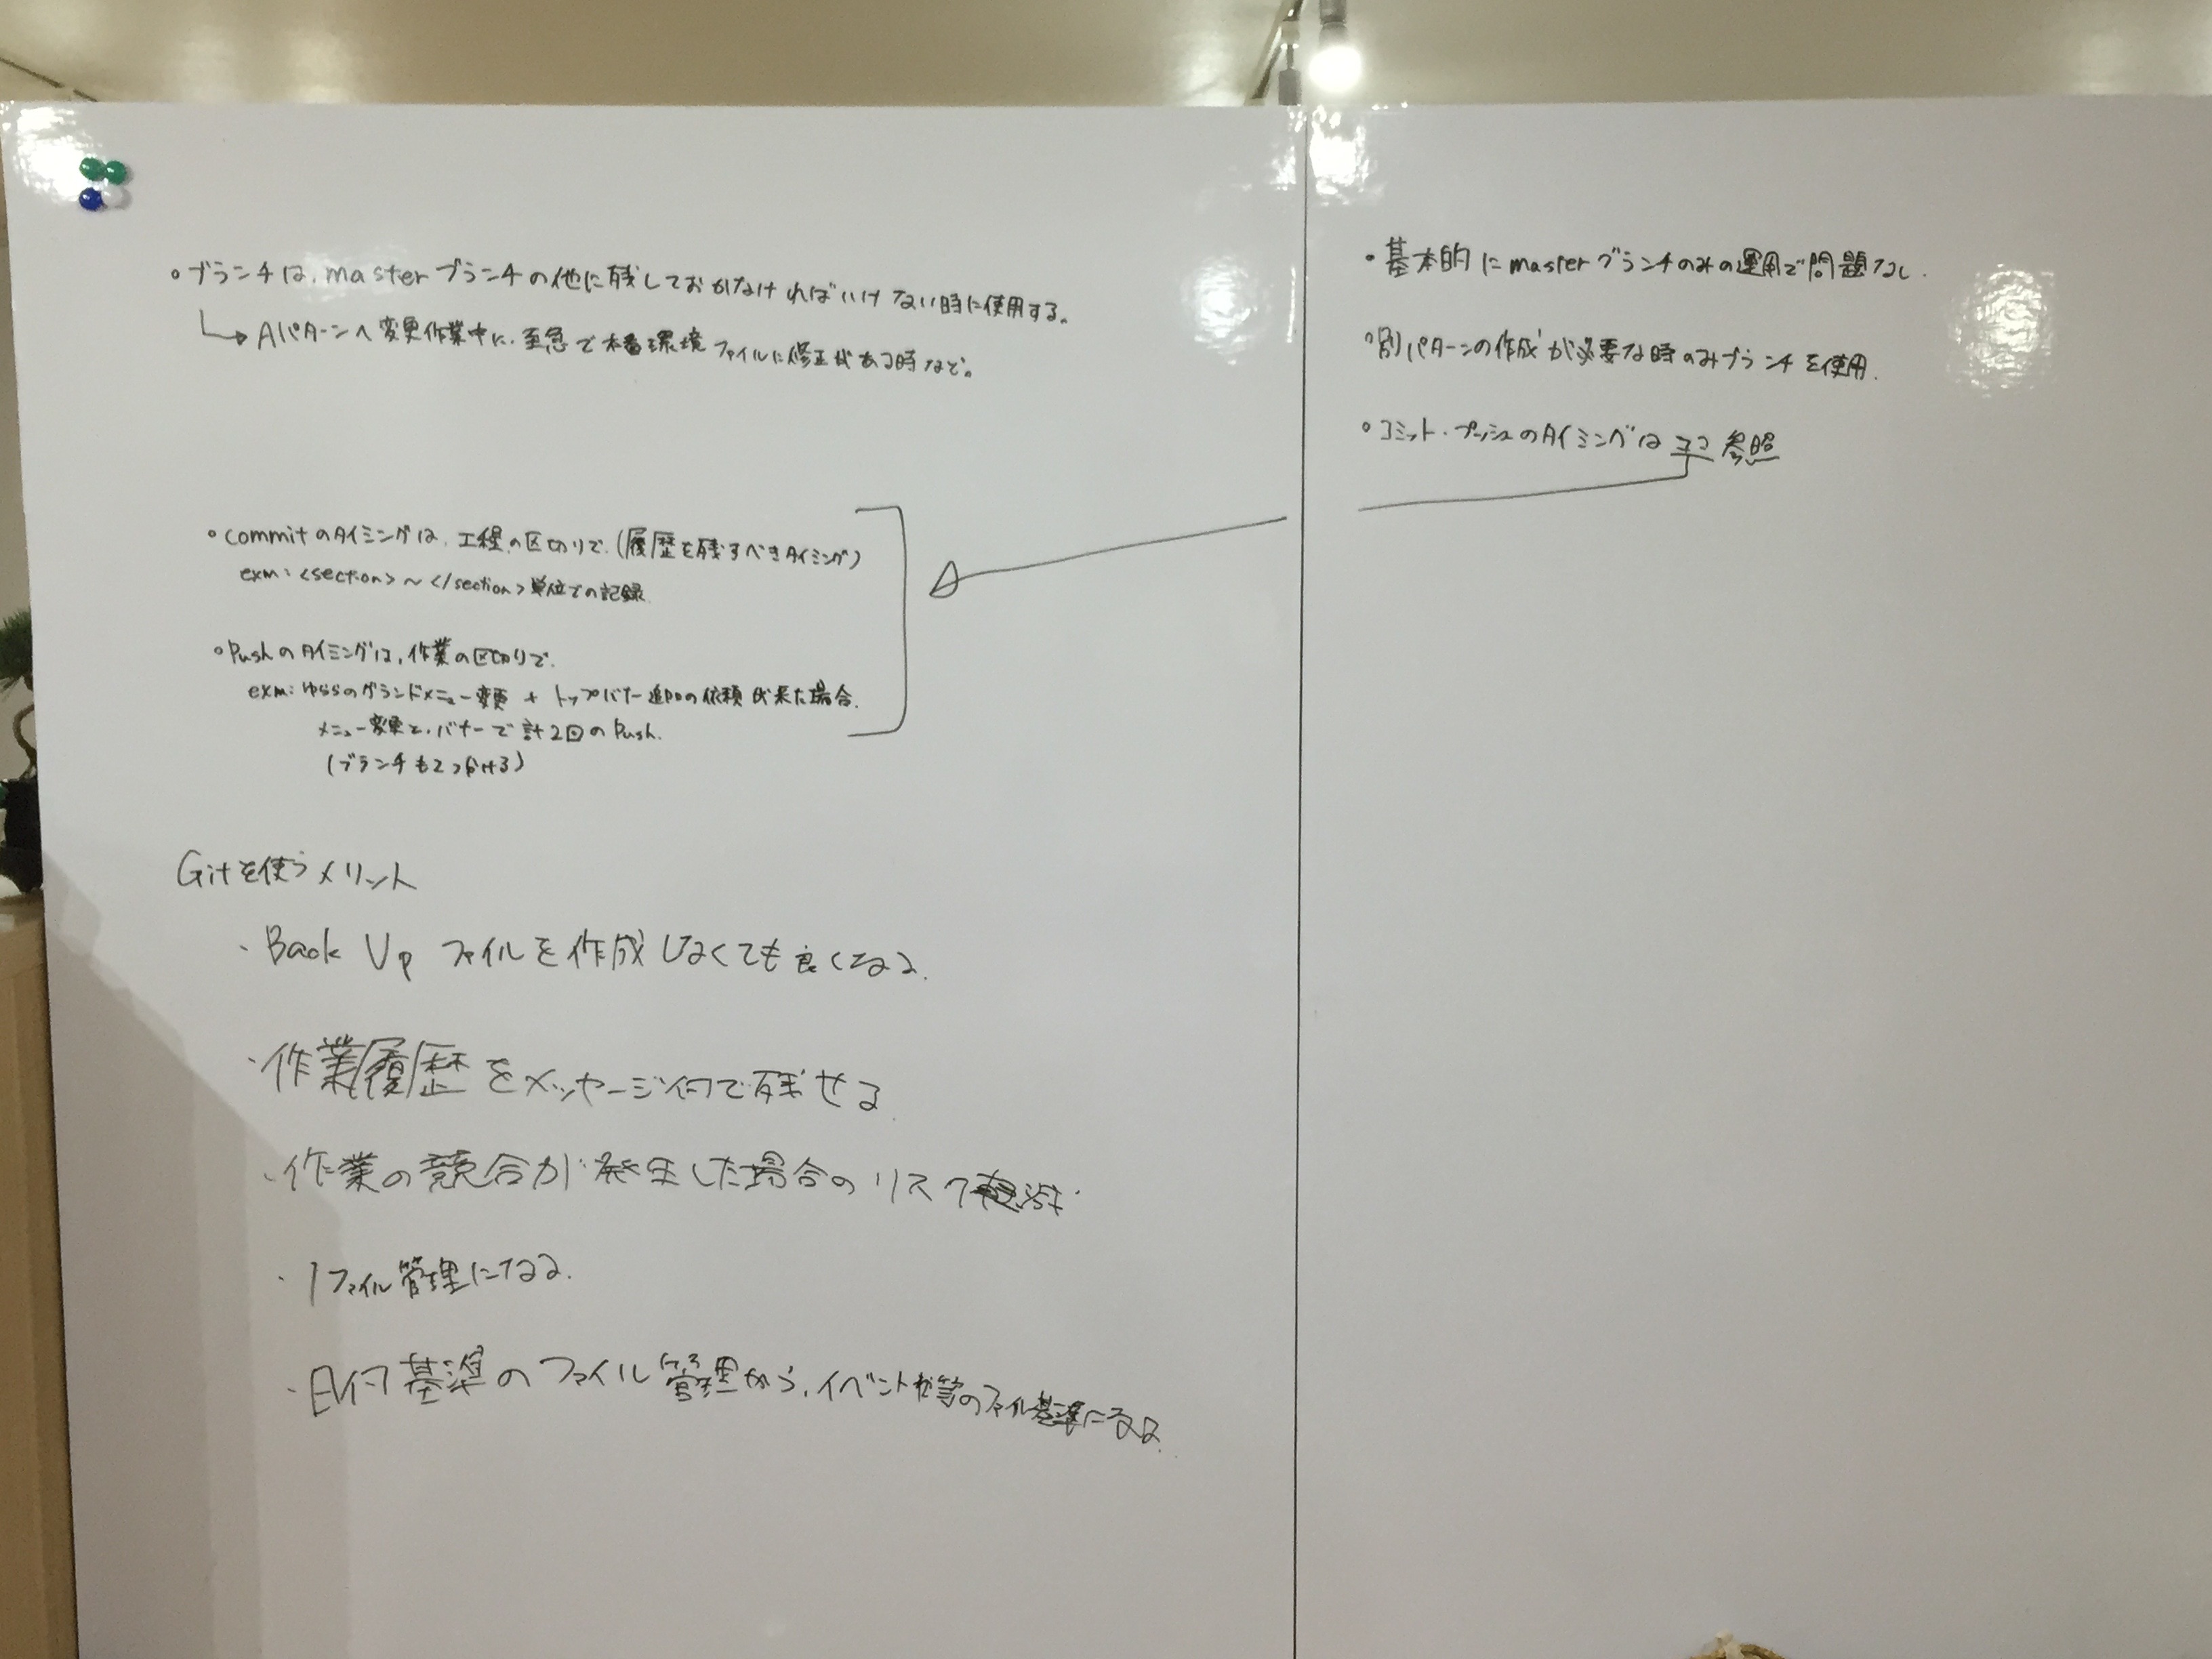 。ブランチは、masterブランチの他に残しておかなければいけない時に使用する。
↳Aパターンへ変更作業中に、至急で本番環境ファイルに修正がある時など。
。commitのタイミングは、工程の区切りで。(履歴を残すべきタイミング)
exm:<section>〜</section>単位での記録
。Pushのタイミングは、作業の区切りで。
exm:ゆららのグランドメニュー変更 + トップバナー追加の依頼が来た場合.
メニュー変更と、バナーで計2回のPush.
(ブランチも2つ分ける)
Gitを使うメリット
・Back Up ファイルを作成しなくても良くなる.
・作業履歴をメッセージ付で残せる
・作業の競合が発生した場合のリスク軽減
・1ファイル管理になる.
・日付基準のファイル管理から、イベント 等のファイル基準になる.
・基本的にmasterブランチのみの運用で問題なし.
。別パターンの作成が必要な時のみブランチを使用.
。コミット・プッシュのタイミングはココ参照